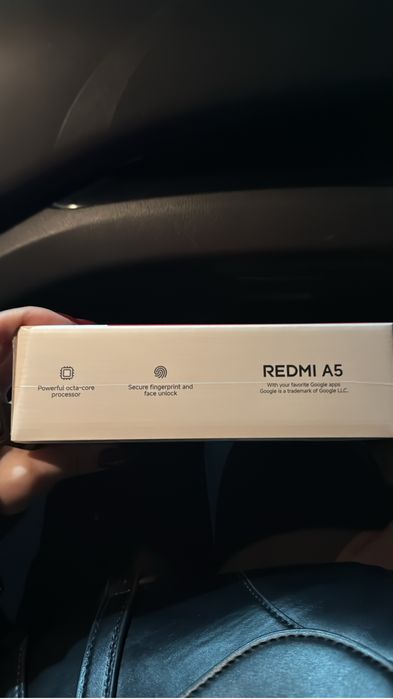 Powerful octa-core
processor
Secure fingerprint and
face unlock
REDMI A5
With your favorite Google apps
Google is a trademark of Google LLC.